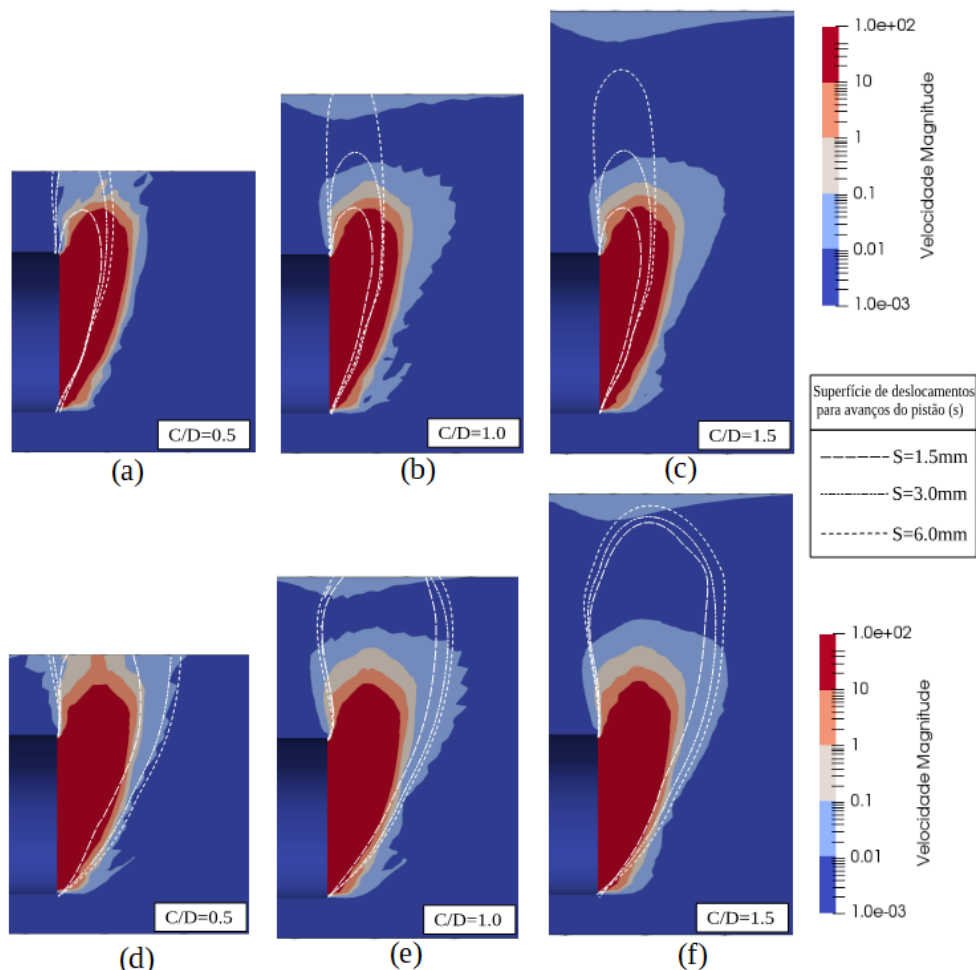 1.0e+02
10
1
0.1
0.01
1.0e-03
Velocidade Magnitude
C/D=0.5
C/D=1.0
C/D=1.5
(a)
(b)
(c)
Superfície de deslocamentos
para avanços do pistão (s)
S=1.5mm
S=3.0mm
S=6.0mm
1.0e+02
10
1
0.1
0.01
1.0e-03
Velocidade Magnitude
C/D=0.5
C/D=1.0
C/D=1.5
(d)
(e)
(f)